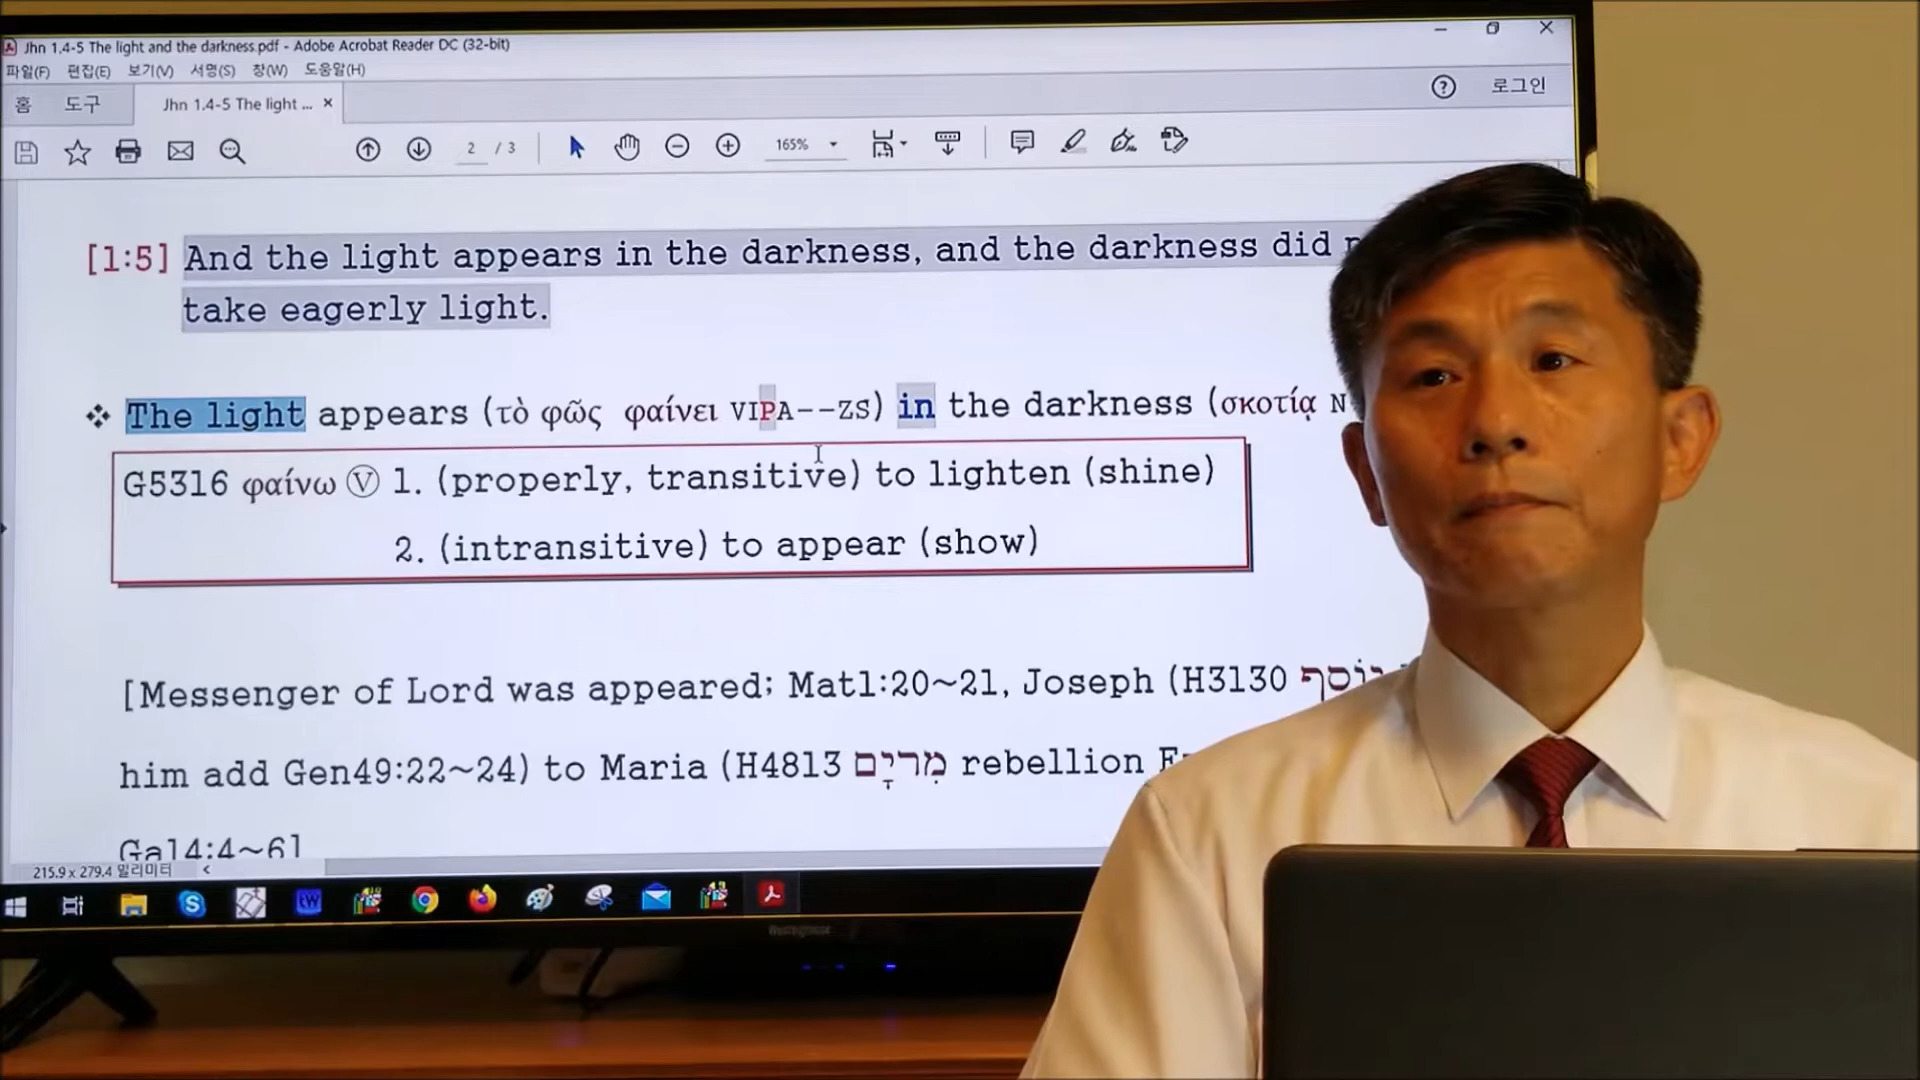 Jhn 1.4-5 The light and the darkness.pdf - Adobe Acrobat Reader DC (32-bit)
파일(F) 편집(E) 보기(V) 서명(S) 창(W) 도움말(H)
홈 도구 Jhn 1.4-5 The light ... × 로그인
2 / 3 165%
[1:5] And the light appears in the darkness, and the darkness did
take eagerly light.
❖ The light appears (τὸ φῶς φαίνει VIPA--ZS) in the darkness (σκοτίᾳ N
G5316 φαίνω Ⓥ 1. (properly, transitive) to lighten (shine)
2. (intransitive) to appear (show)
[Messenger of Lord was appeared; Mat1:20~21, Joseph (H3130 יוֹסף
him add Gen49:22~24) to Maria (H4813 מִריָם rebellion
Gal4:4~6]
215.9 x 279.4 밀리미터
Westinghouse